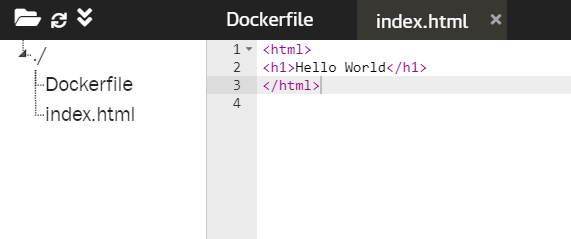 Dockerfile
index.html ×
./
Dockerfile
index.html
1
<html>
2
<h1>Hello World</h1>
3
</html>
4